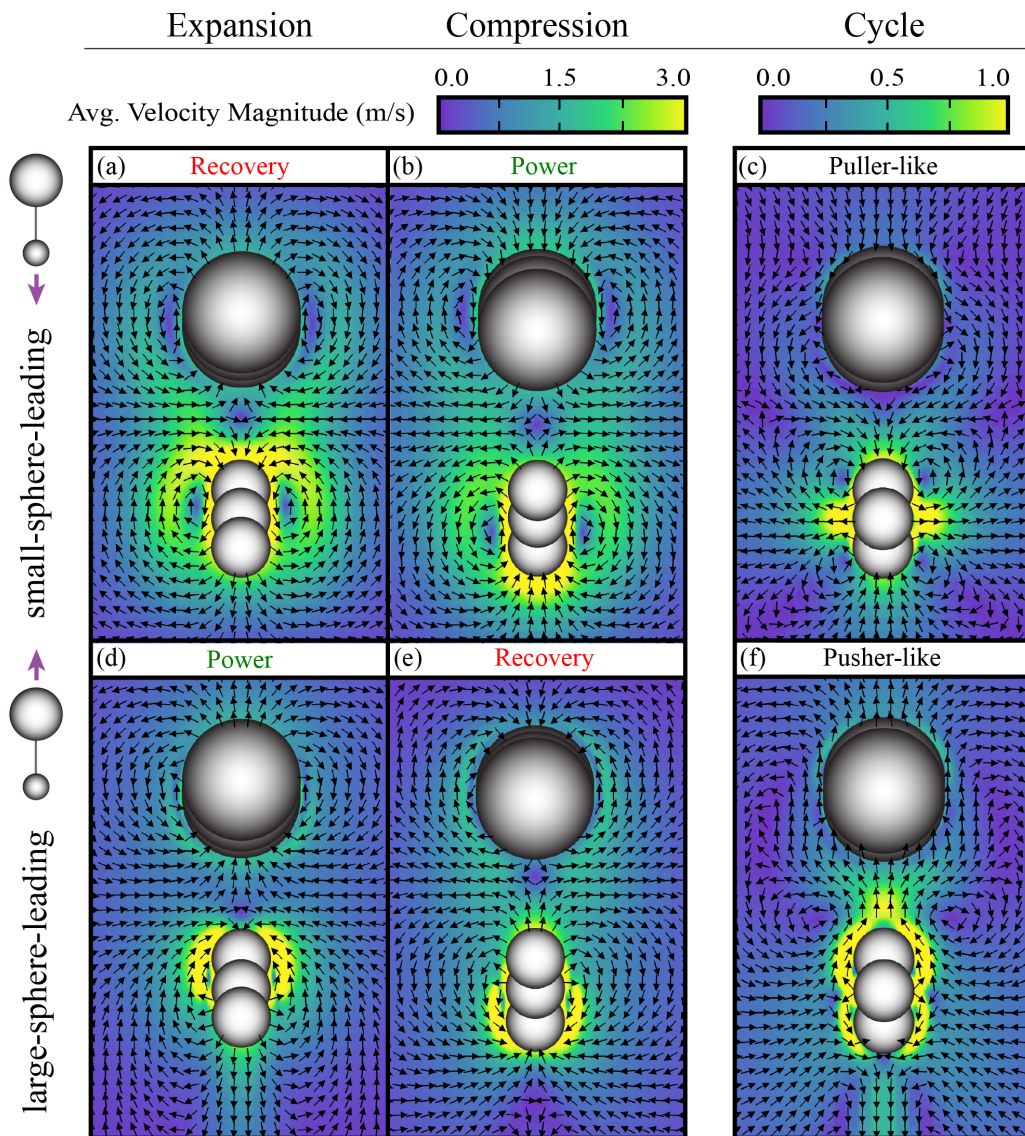 Expansion Compression Cycle
0.0 1.5 3.0 0.0 0.5 1.0
Avg. Velocity Magnitude (m/s)
(a) Recovery (b) Power (c) Puller-like
small-sphere-leading
(d) Power (e) Recovery (f) Pusher-like
large-sphere-leading